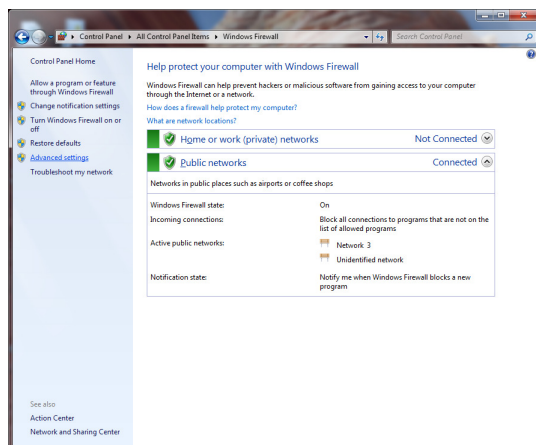 Control Panel ▸ All Control Panel Items ▸ Windows Firewall
Search Control Panel
Control Panel Home
Allow a program or feature
through Windows Firewall
Change notification settings
Turn Windows Firewall on or
off
Restore defaults
Advanced settings
Troubleshoot my network
See also
Action Center
Network and Sharing Center
Help protect your computer with Windows Firewall
Windows Firewall can help prevent hackers or malicious software from gaining access to your computer
through the Internet or a network.
How does a firewall help protect my computer?
What are network locations?
Home or work (private) networks Not Connected
Public networks Connected
Networks in public places such as airports or coffee shops
Windows Firewall state: On
Incoming connections: Block all connections to programs that are not on the
list of allowed programs
Active public networks: Network 3
Unidentified network
Notification state: Notify me when Windows Firewall blocks a new
program